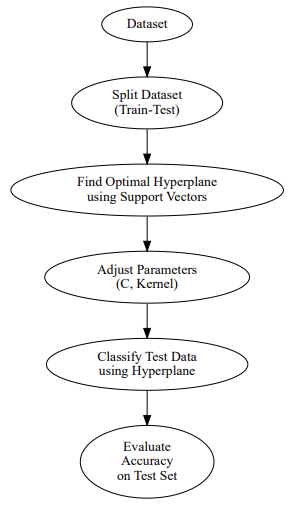 Dataset
Split Dataset
(Train-Test)
Find Optimal Hyperplane
using Support Vectors
Adjust Parameters
(C, Kernel)
Classify Test Data
using Hyperplane
Evaluate
Accuracy
on Test Set